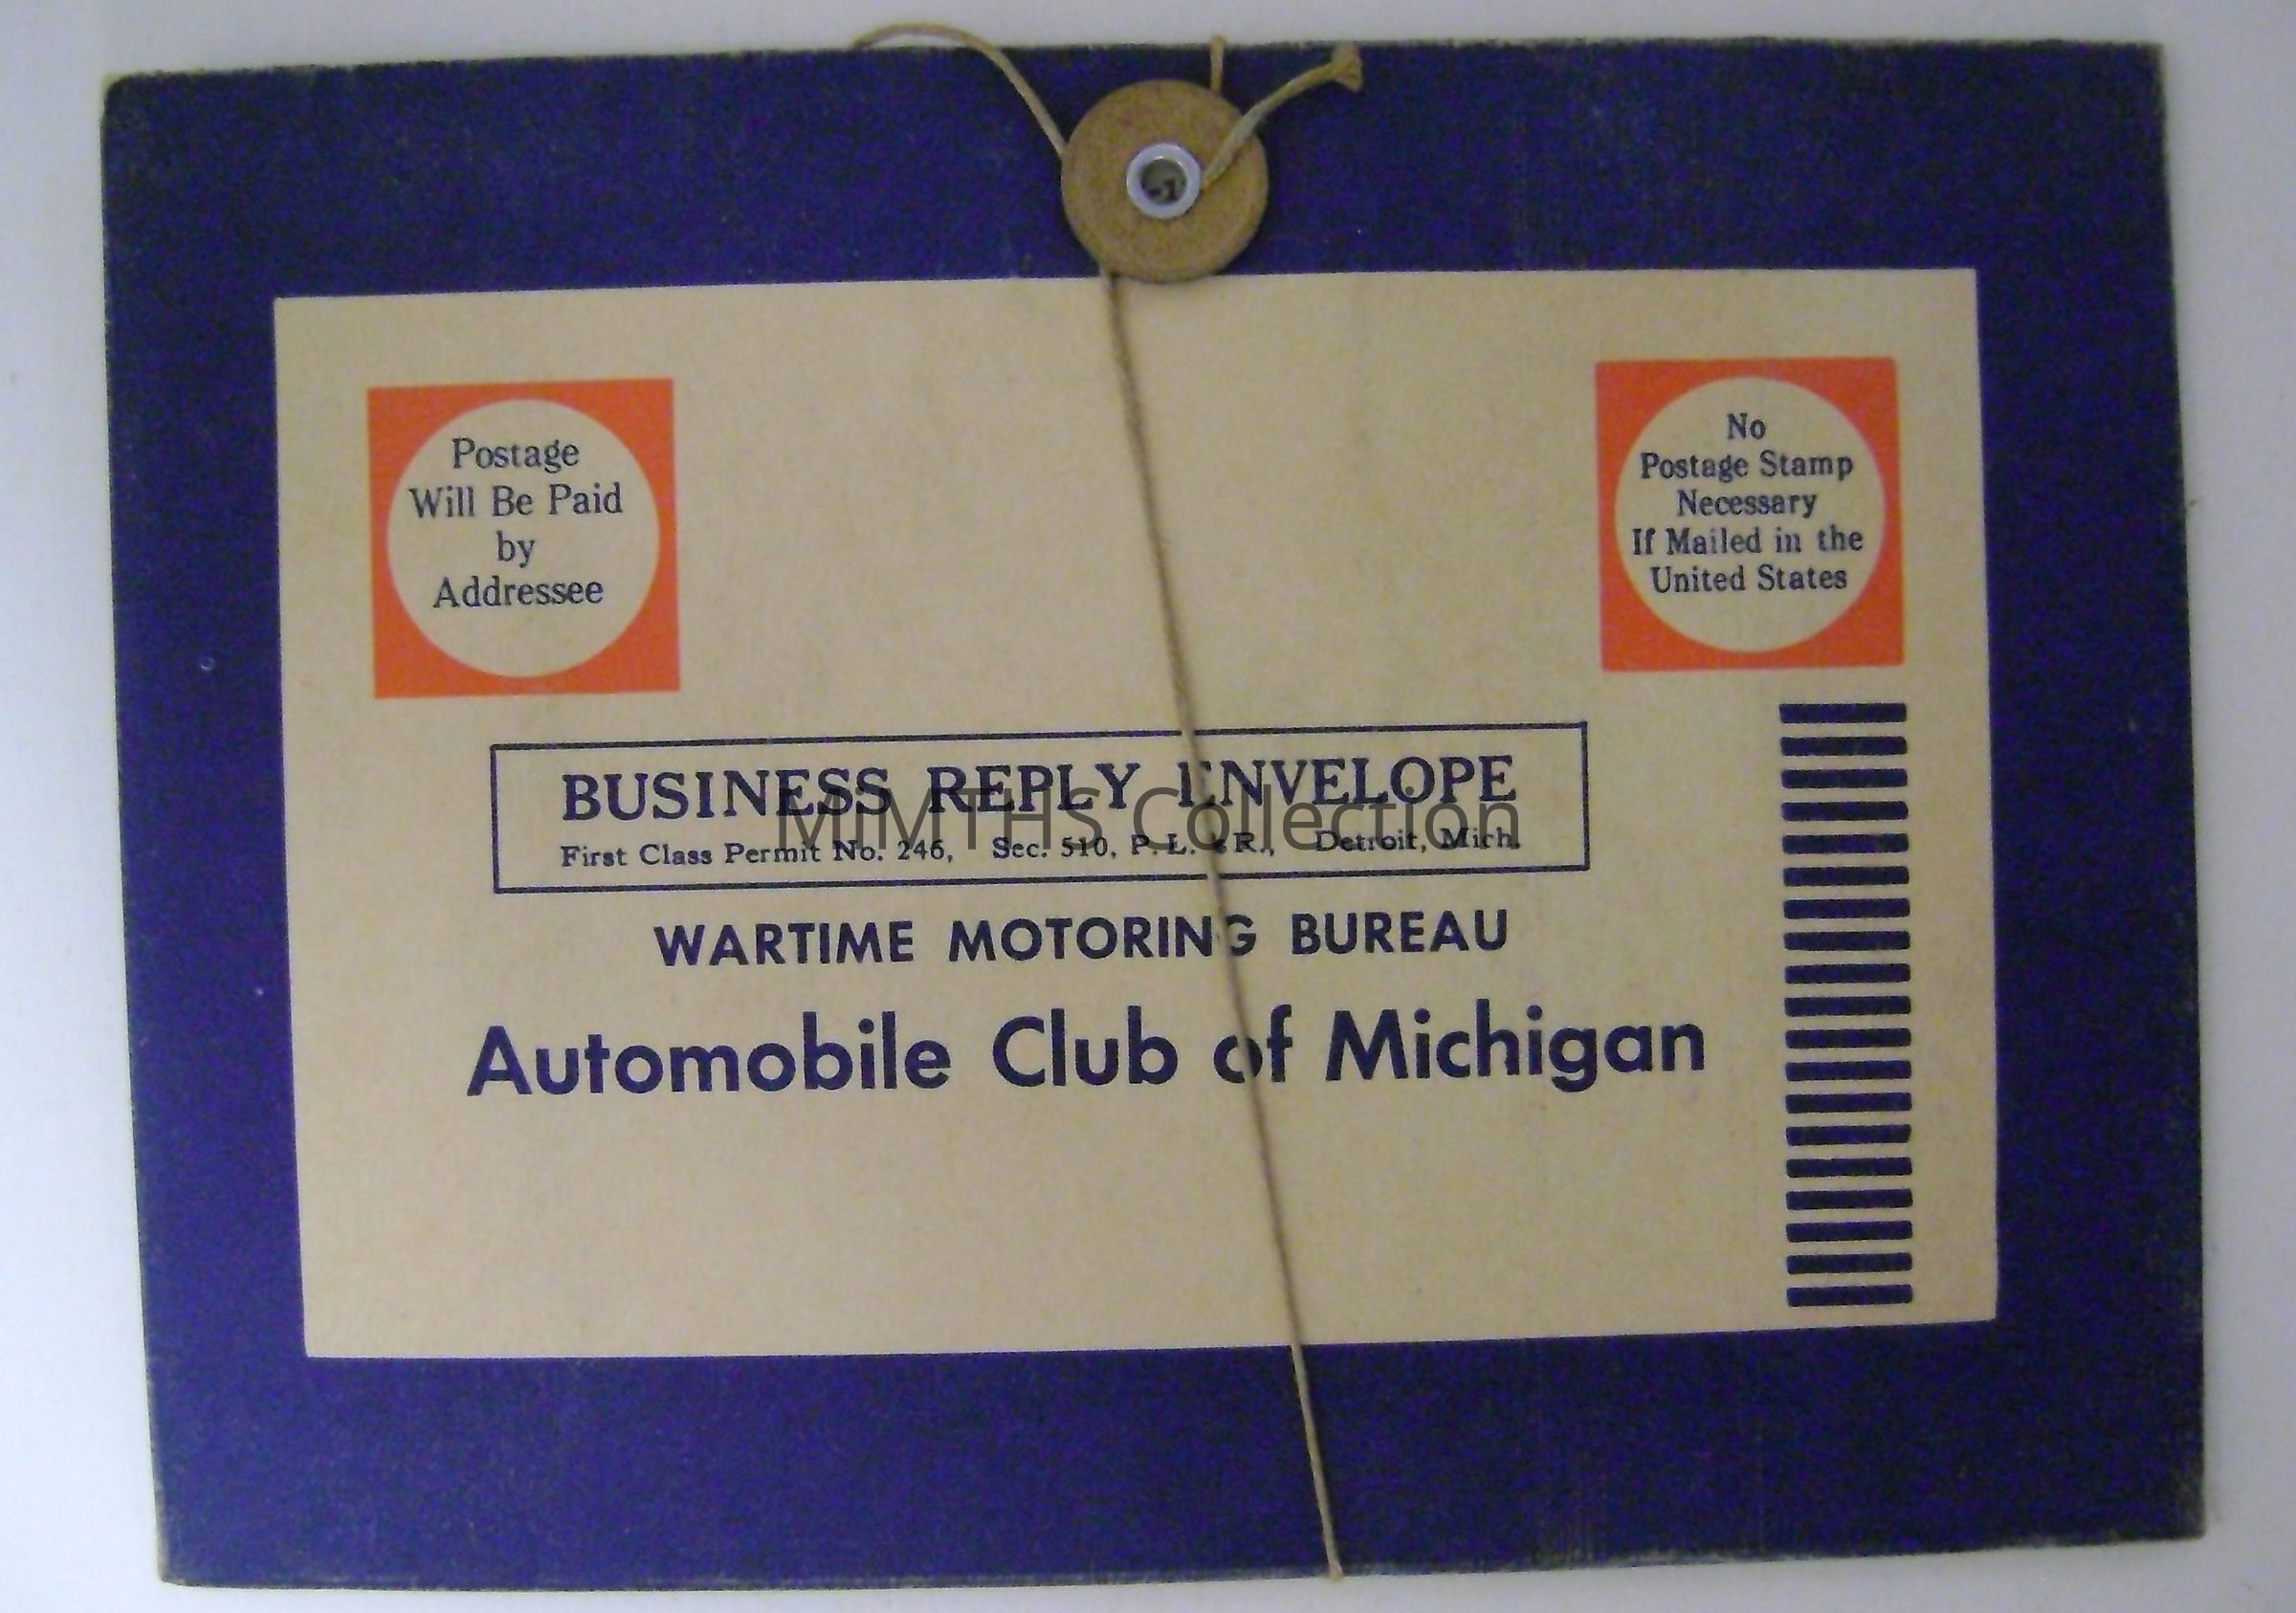 Postage
Will Be Paid
by
Addressee
No
Postage Stamp
Necessary
If Mailed in the
United States
BUSINESS REPLY ENVELOPE
First Class Permit No. 246, Sec. 510, P. L. & R., Detroit, Mich.
MiMTHS Collection
WARTIME MOTORING BUREAU
Automobile Club of Michigan